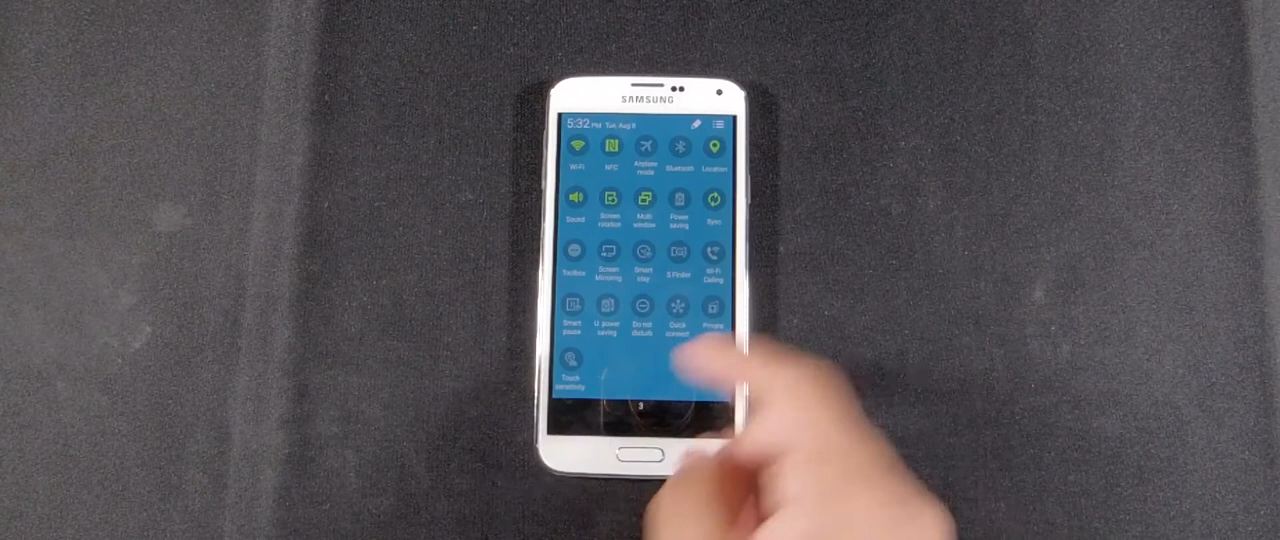 SAMSUNG
5:32 PM Tue, Aug 9
Wi-Fi NFC Airplane mode Bluetooth Location
Sound Screen rotation Multi window Power saving Sync
Toolbox Screen Mirroring Smart stay S Finder Wi-Fi Calling
Smart pause U. power saving Do not disturb Quick connect Private
Touch sensitivity
3